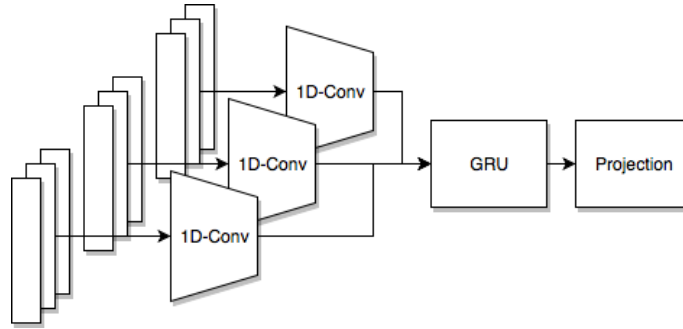 1D-Conv
1D-Conv
1D-Conv
GRU
Projection